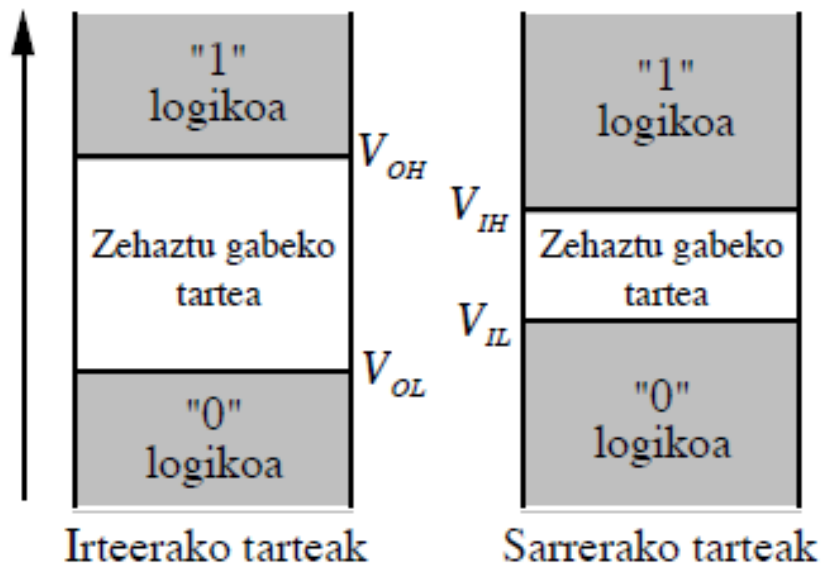 "1"
logikoa
V_OH
Zehaztu gabeko
tartea
V_OL
"0"
logikoa
Irteerako tarteak
"1"
logikoa
V_IH
Zehaztu gabeko
tartea
V_IL
"0"
logikoa
Sarrerako tarteak